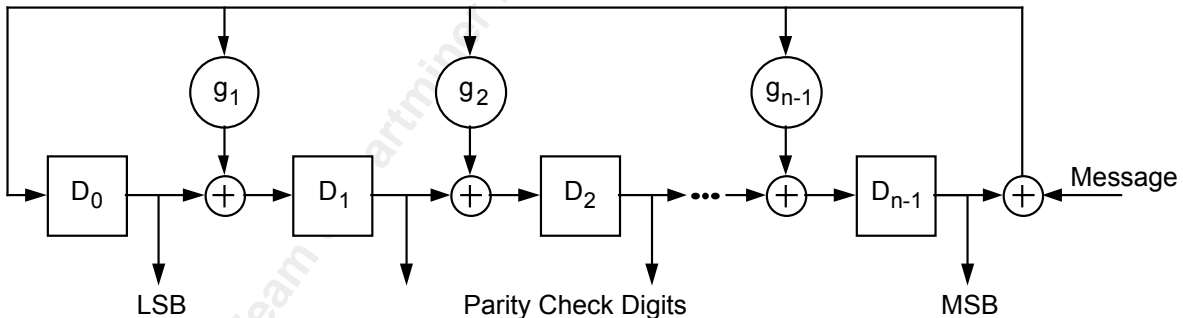 g1
g2
gn-1
D0
D1
D2
•••
Dn-1
Message
LSB
Parity Check Digits
MSB